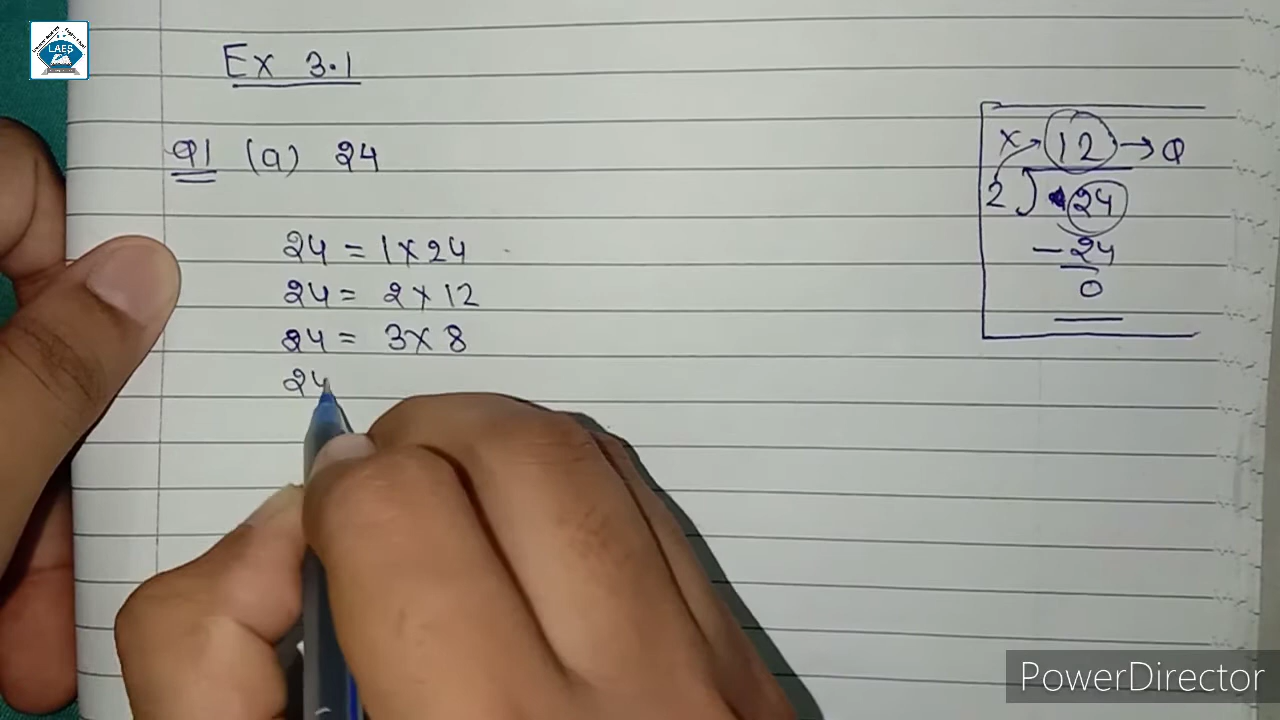 LAES
Ex 3.1
Q1 (a) 24
24 = 1 × 24
24 = 2 × 12
24 = 3 × 8
24
× 12 → Q
2 ) 24
- 24
0
PowerDirector